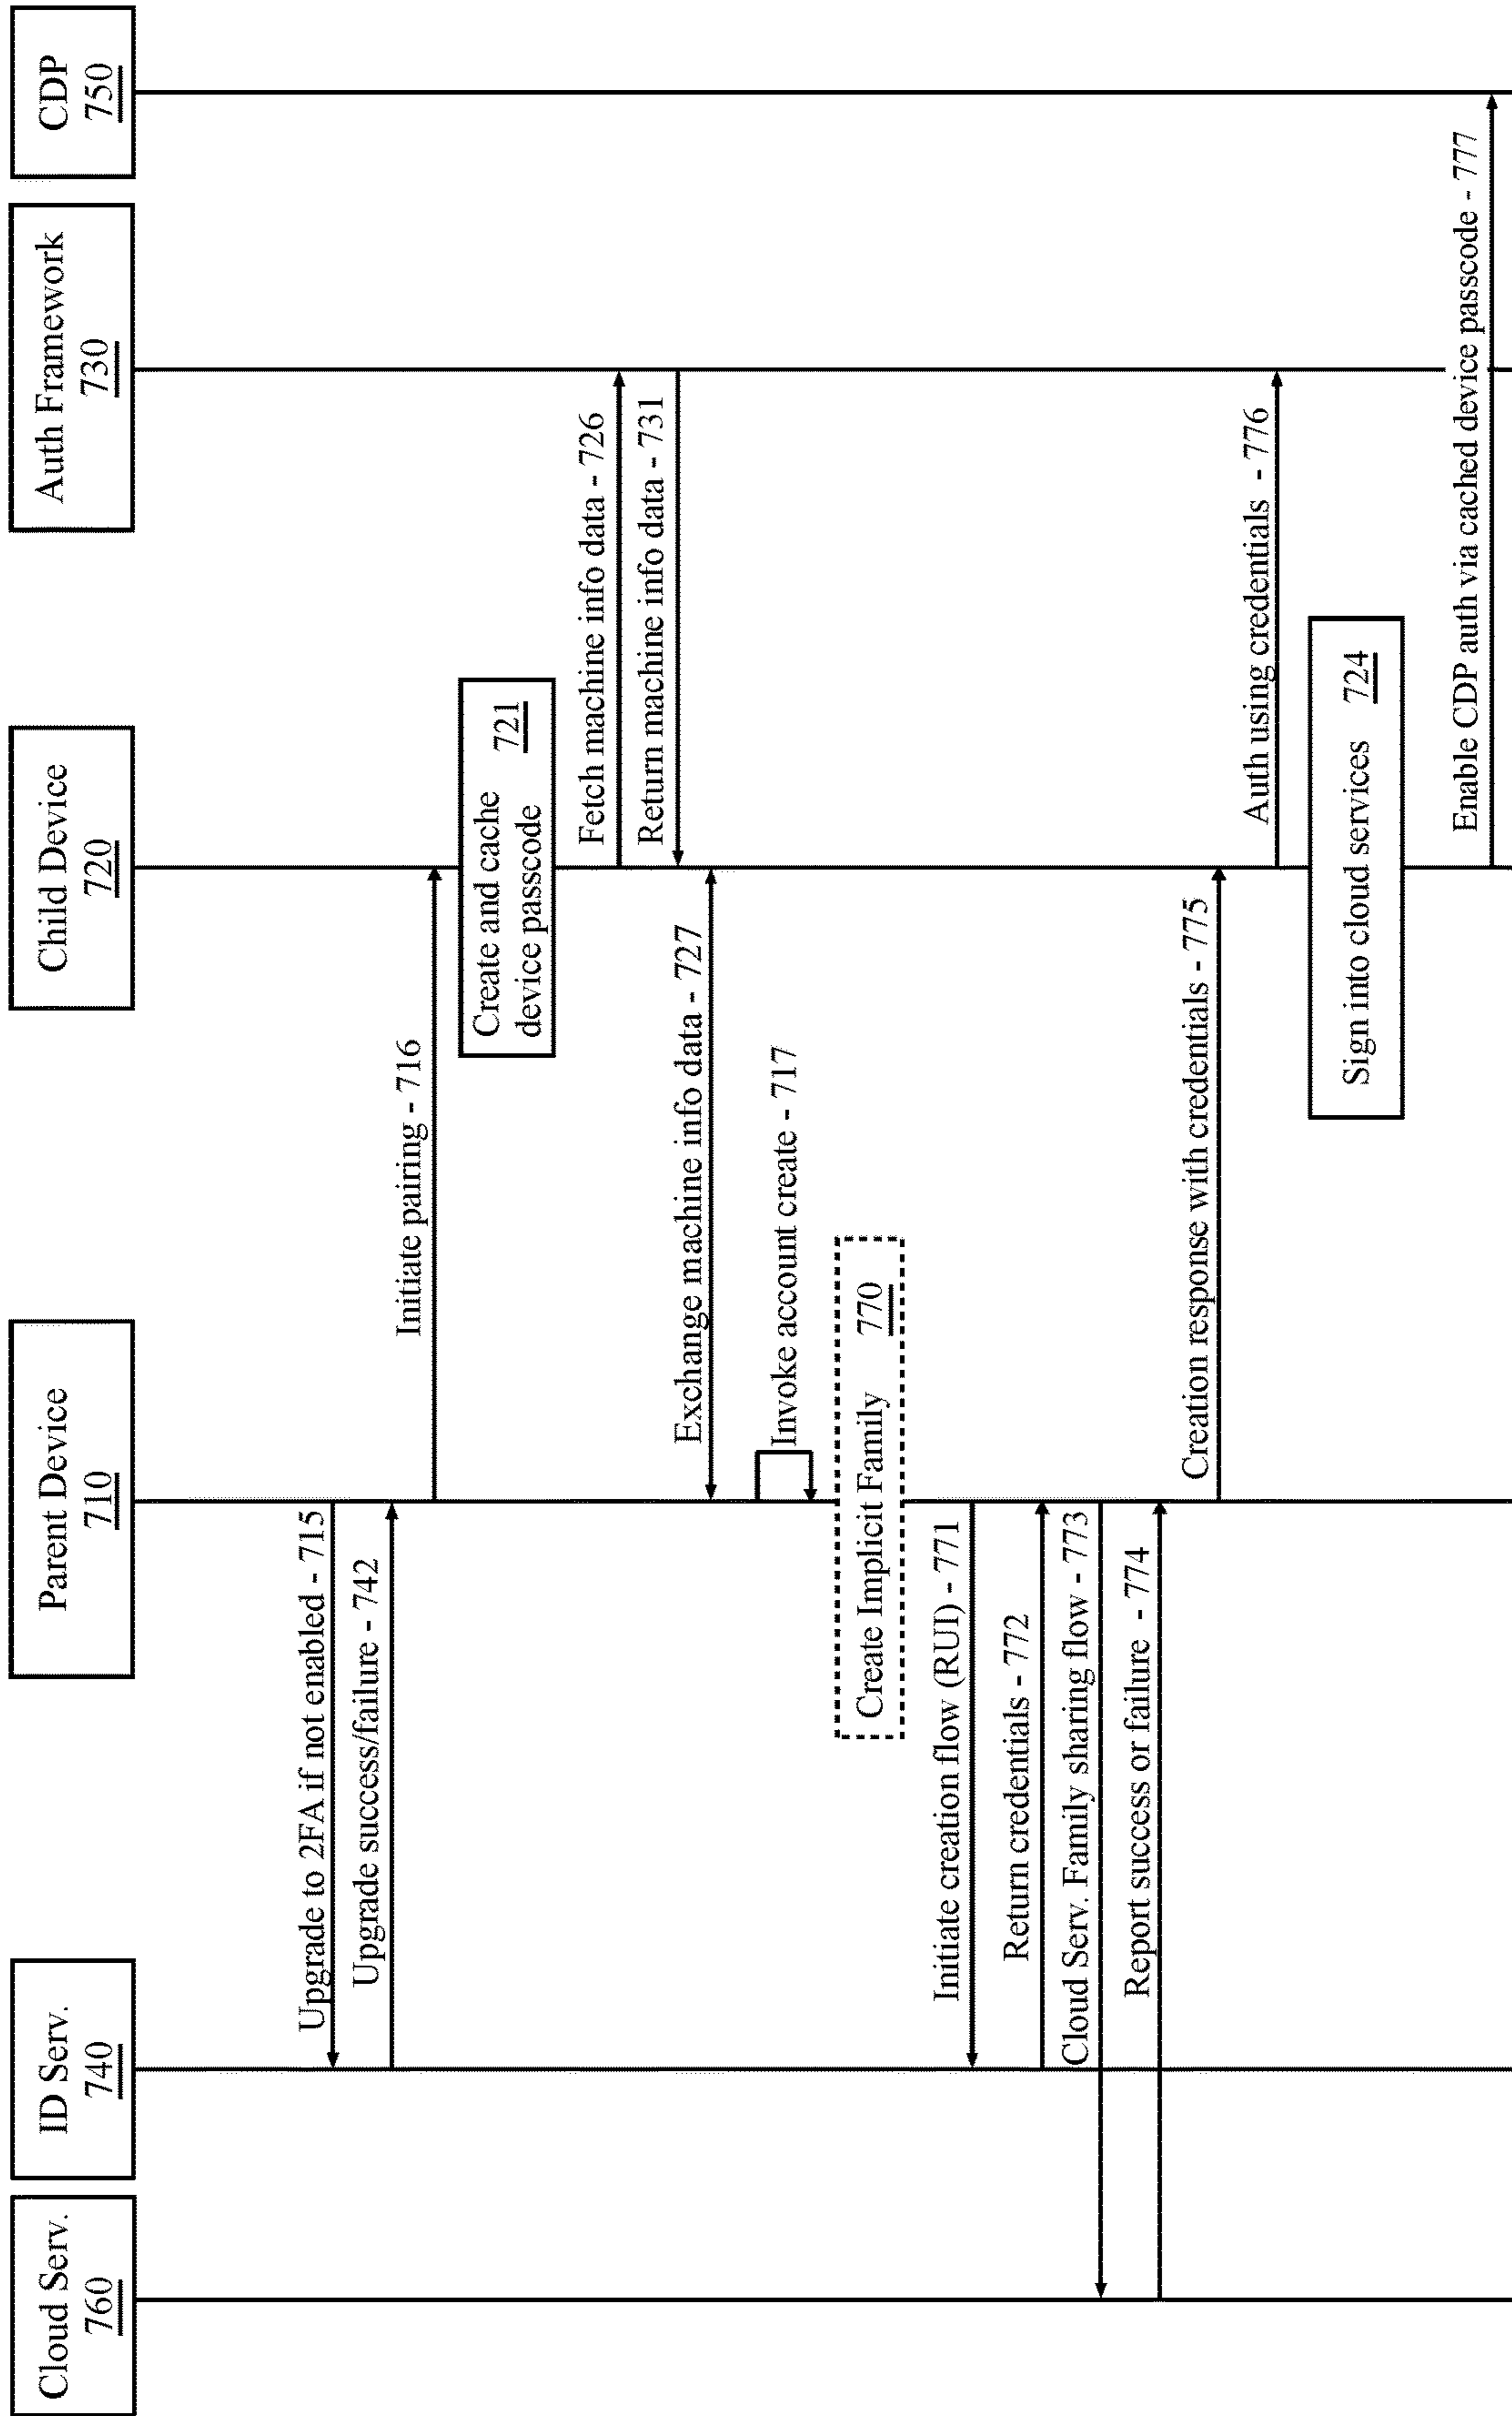 Cloud Serv.
760
ID Serv.
740
Parent Device
710
Child Device
720
Auth Framework
730
CDP
750
Upgrade to 2FA if not enabled - 715
Upgrade success/failure - 742
Initiate pairing - 716
Create and cache 721
device passcode
Fetch machine info data - 726
Return machine info data - 731
Exchange machine info data - 727
Invoke account create - 717
Create Implicit Family 770
Initiate creation flow (RUI) - 771
Return credentials - 772
Cloud Serv. Family sharing flow - 773
Report success or failure - 774
Creation response with credentials - 775
Auth using credentials - 776
Sign into cloud services 724
Enable CDP auth via cached device passcode - 777